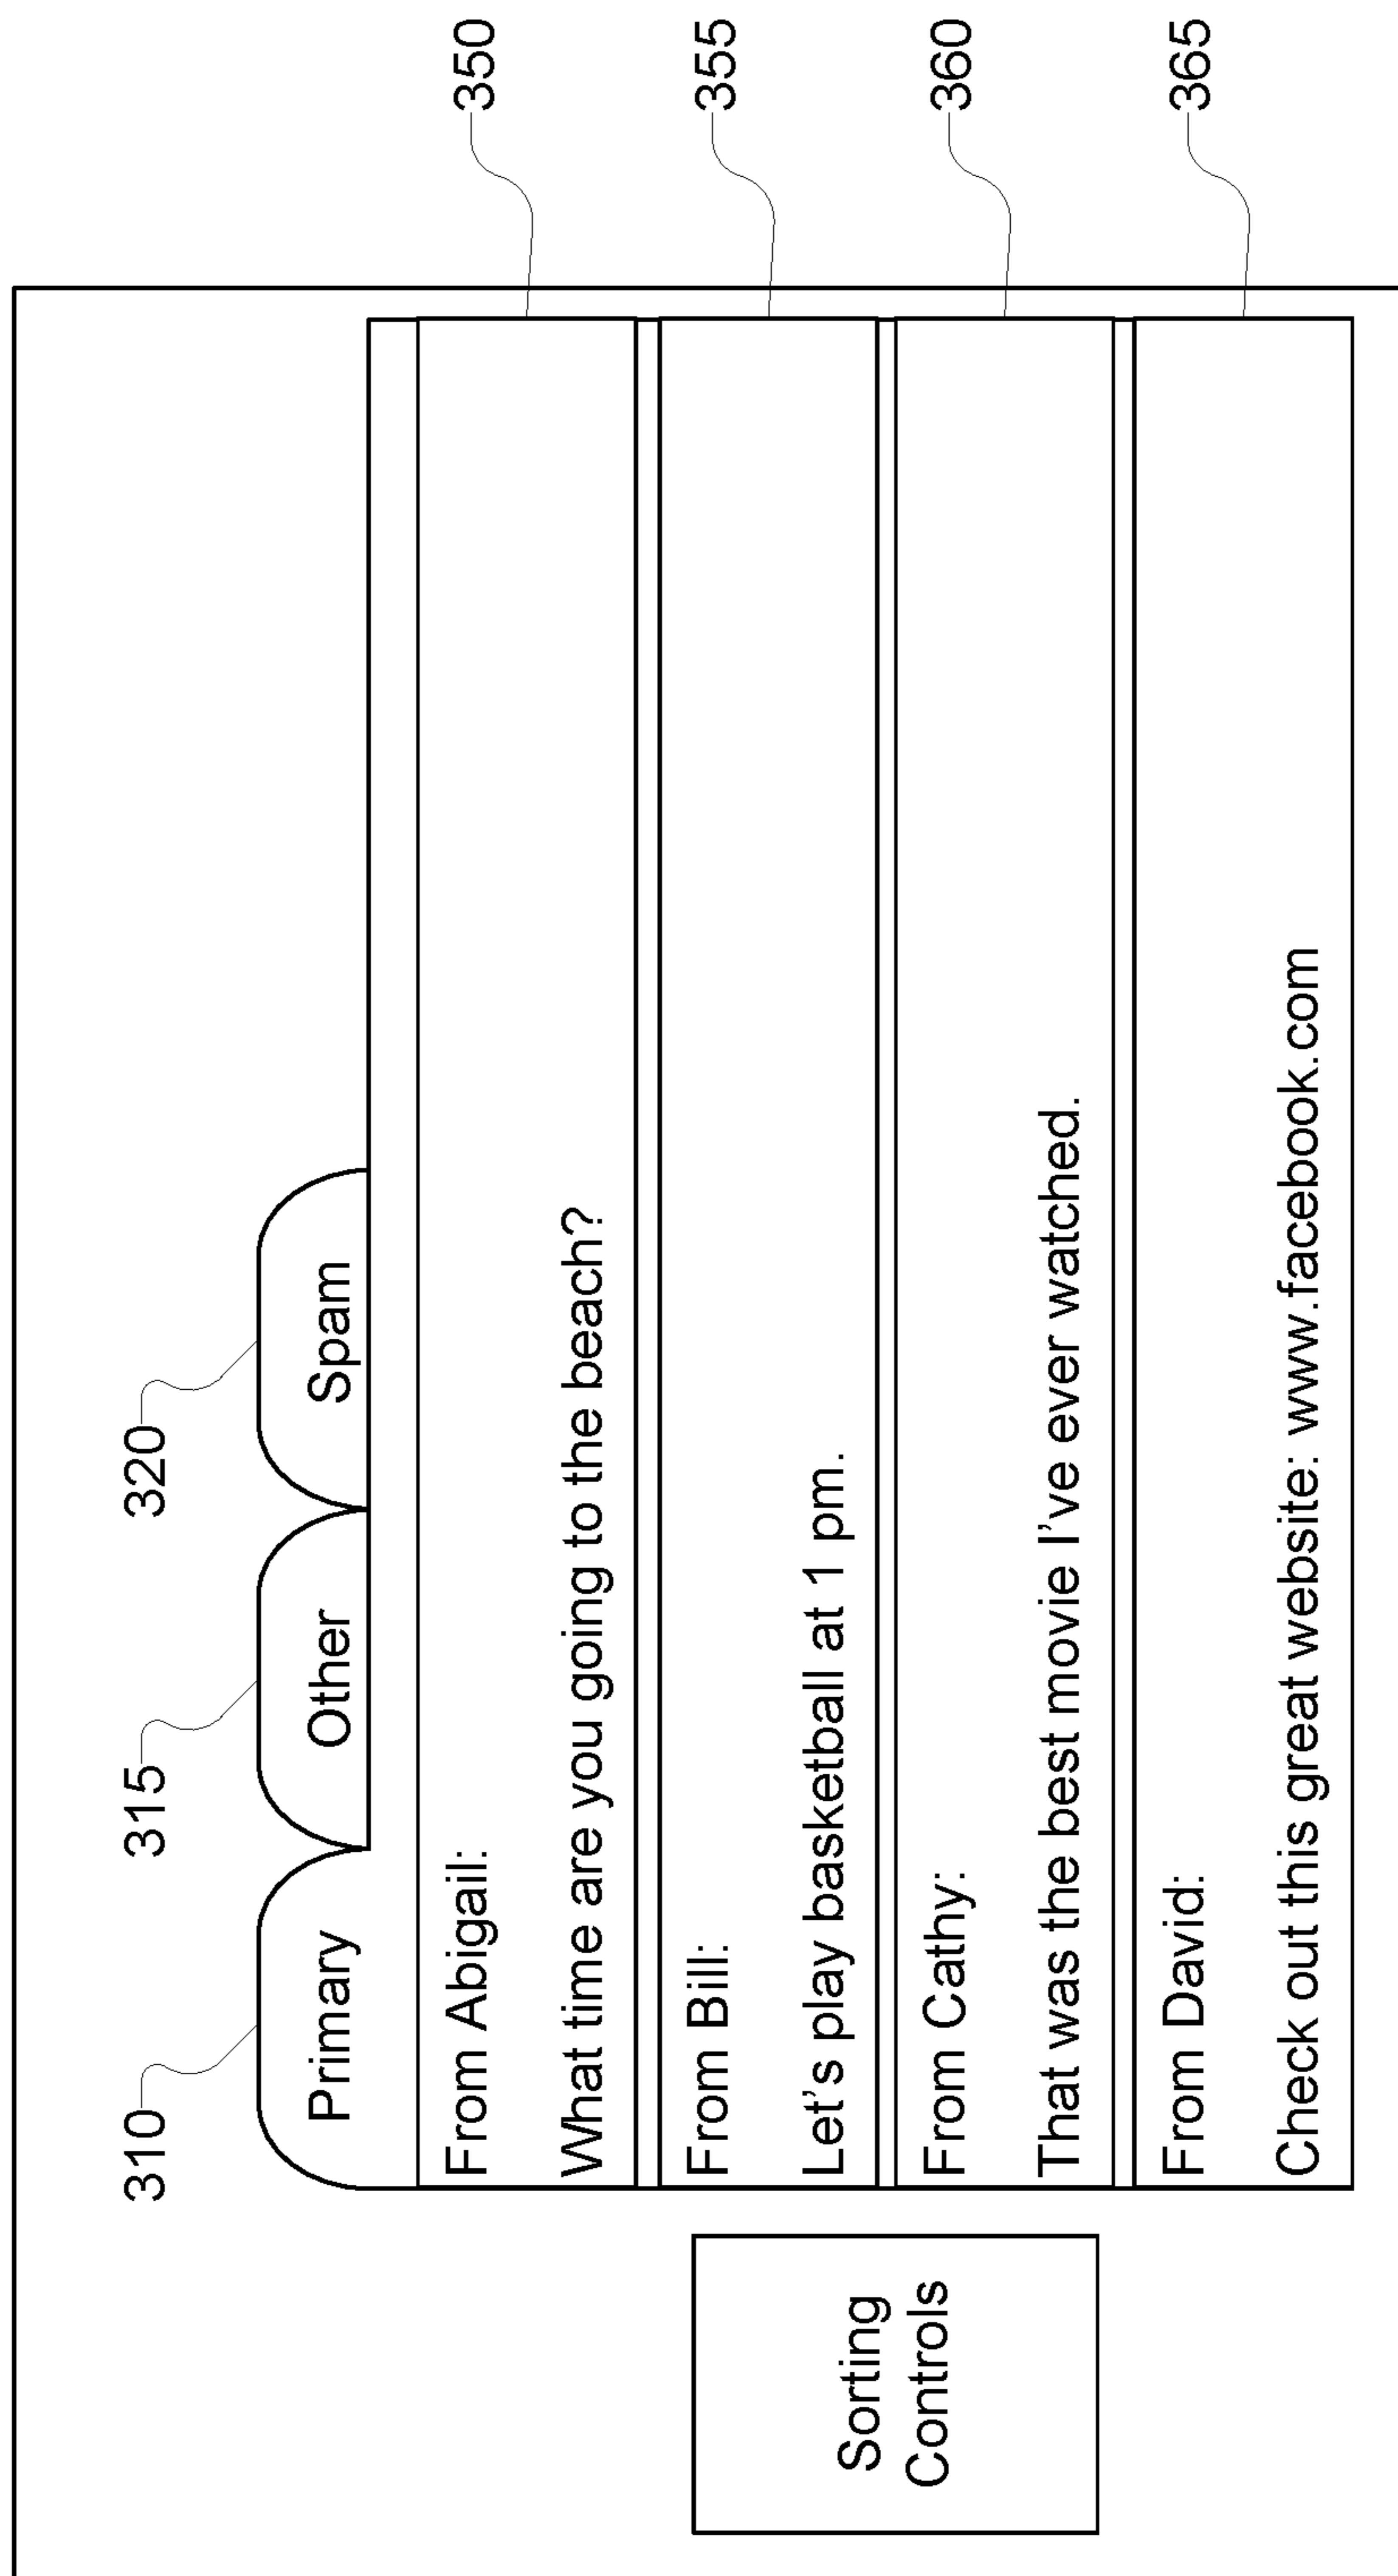 310
315
320
Primary
Other
Spam
From Abigail:
350
What time are you going to the beach?
From Bill:
355
Let's play basketball at 1 pm.
Sorting
Controls
From Cathy:
360
That was the best movie I've ever watched.
From David:
365
Check out this great website: www.facebook.com